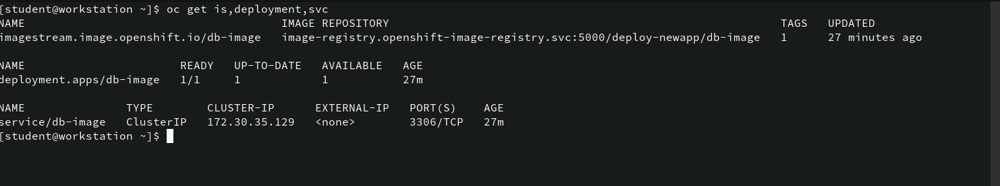 [student@workstation ~]$ oc get is,deployment,svc
NAME IMAGE REPOSITORY TAGS UPDATED
imagestream.image.openshift.io/db-image image-registry.openshift-image-registry.svc:5000/deploy-newapp/db-image 1 27 minutes ago
NAME READY UP-TO-DATE AVAILABLE AGE
deployment.apps/db-image 1/1 1 1 27m
NAME TYPE CLUSTER-IP EXTERNAL-IP PORT(S) AGE
service/db-image ClusterIP 172.30.35.129 <none> 3306/TCP 27m
[student@workstation ~]$